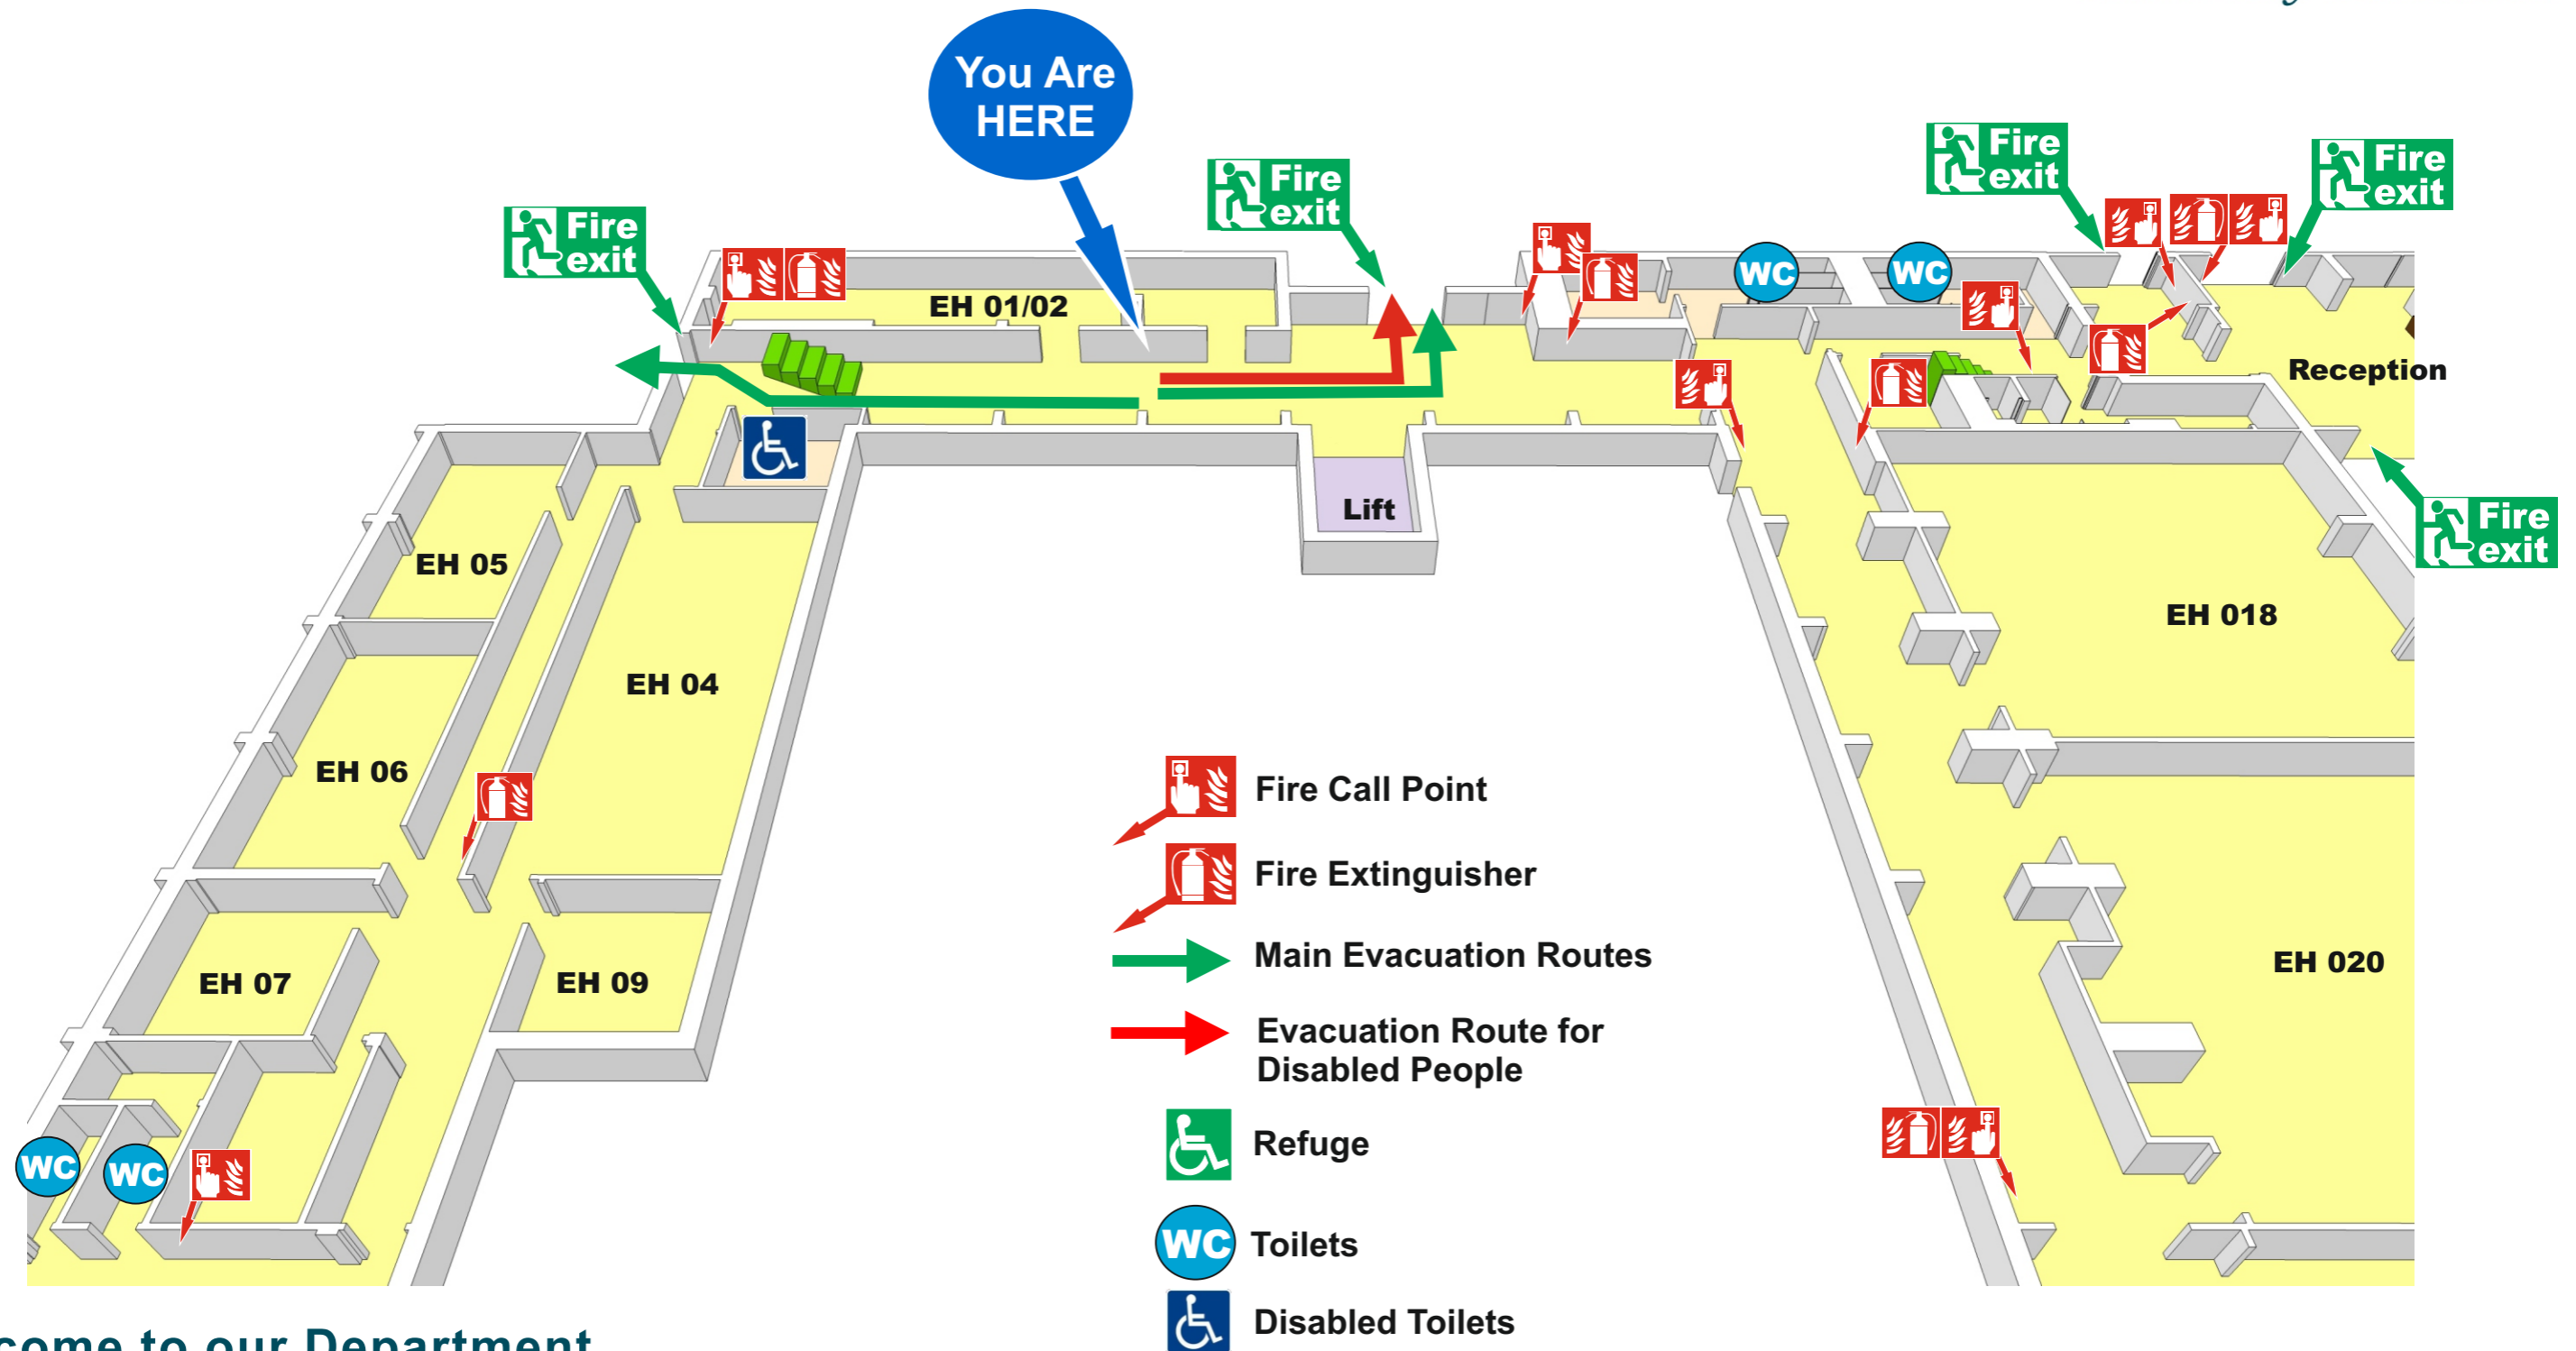 You Are
HERE
Fire
exit
Fire
exit
Fire
exit
Fire
exit
Fire
exit
EH 01/02
WC
WC
Reception
Lift
EH 05
EH 04
EH 018
EH 06
EH 07
EH 09
EH 020
WC
WC
Fire Call Point
Fire Extinguisher
Main Evacuation Routes
Evacuation Route for
Disabled People
Refuge
WC Toilets
Disabled Toilets
come to our Department